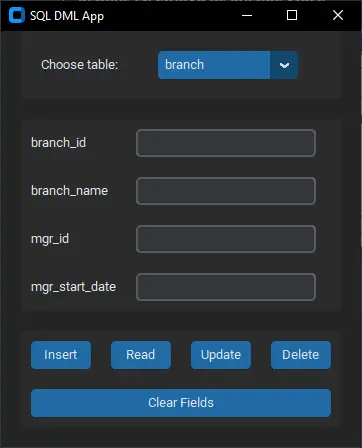 SQL DML App
Choose table: branch
branch_id
branch_name
mgr_id
mgr_start_date
Insert Read Update Delete
Clear Fields